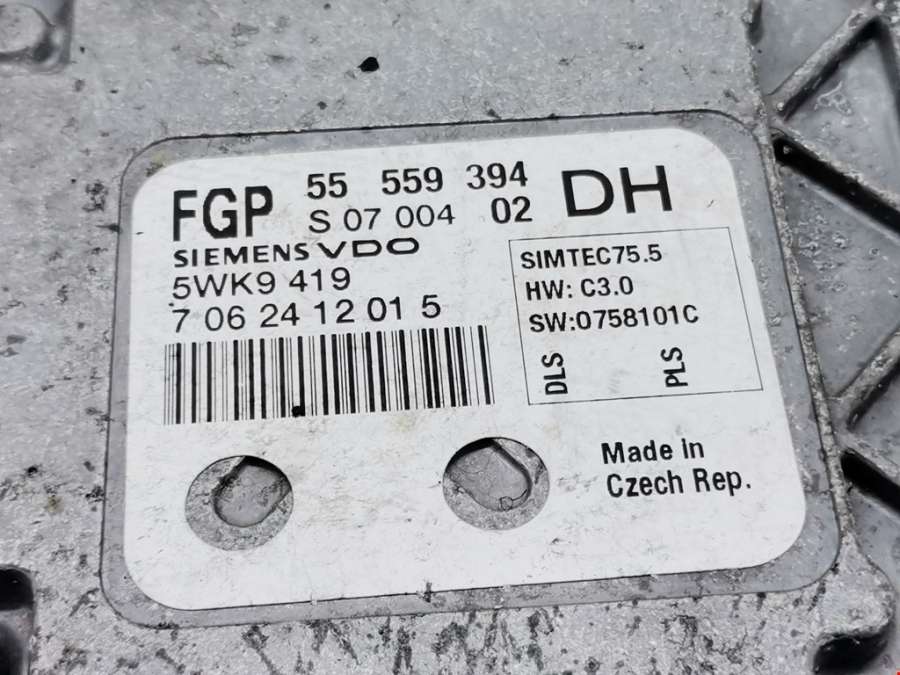 FGP 55 559 394 DH
S 07 004 02
SIEMENS VDO
5WK9 419
7 06 24 12 01 5
SIMTEC75.5
HW: C3.0
SW:0758101C
DLS PLS
Made in
Czech Rep.